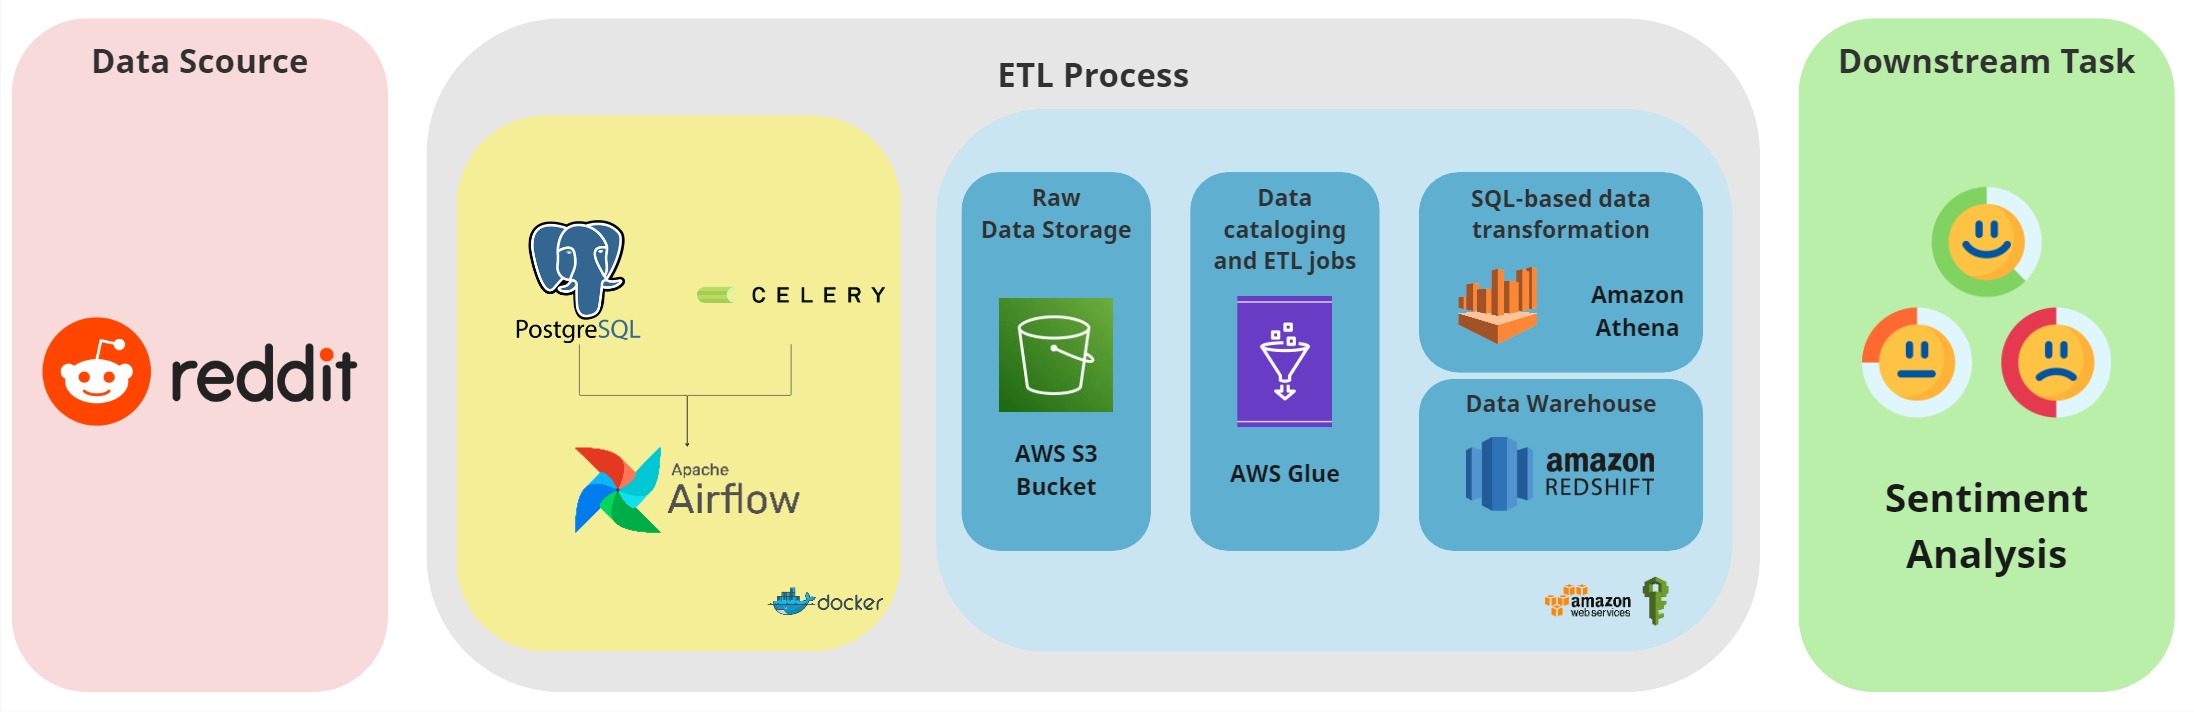 Data Scource
reddit
ETL Process
PostgreSQL
CELERY
Apache
Airflow
docker
Raw
Data Storage
AWS S3
Bucket
Data
cataloging
and ETL jobs
AWS Glue
SQL-based data
transformation
Amazon
Athena
Data Warehouse
amazon
REDSHIFT
amazon
web services
Downstream Task
Sentiment
Analysis